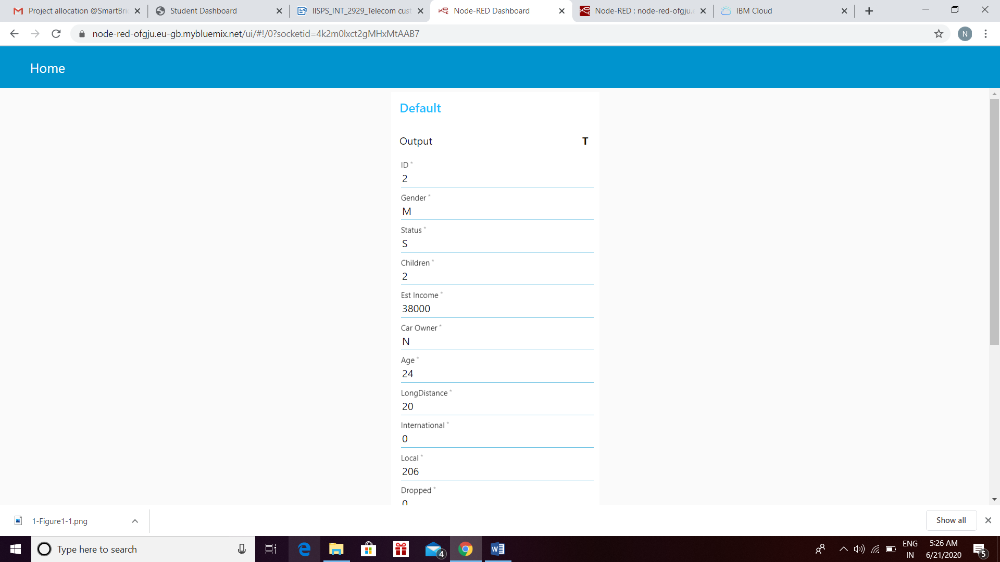 Project allocation @SmartBri
Student Dashboard
IISPS_INT_2929_Telecom cust
Node-RED Dashboard
Node-RED : node-red-ofgju.e
IBM Cloud
node-red-ofgju.eu-gb.mybluemix.net/ui/#!/0?socketid=4k2m0lxct2gMHxMtAAB7
N
Home
Default
Output T
ID *
2
Gender *
M
Status *
S
Children *
2
Est Income *
38000
Car Owner *
N
Age *
24
LongDistance *
20
International *
0
Local *
206
Dropped *
0
1-Figure1-1.png
Show all
Type here to search
4
ENG
IN
5:26 AM
6/21/2020
5